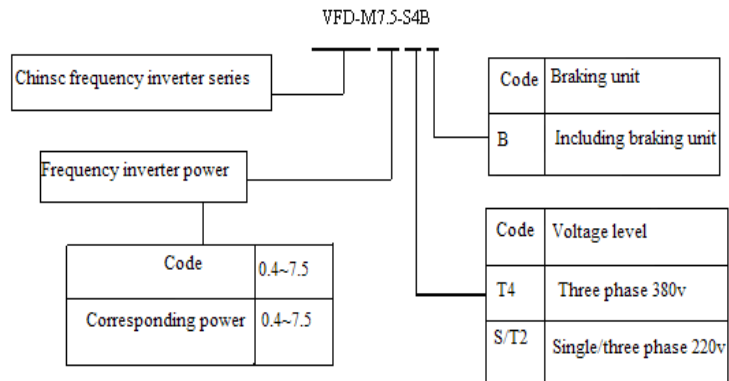 VFD-M7.5-S4B
Chinsc frequency inverter series
Frequency inverter power
Code 0.4~7.5
Corresponding power 0.4~7.5
Code Braking unit
B Including braking unit
Code Voltage level
T4 Three phase 380v
S/T2 Single/three phase 220v